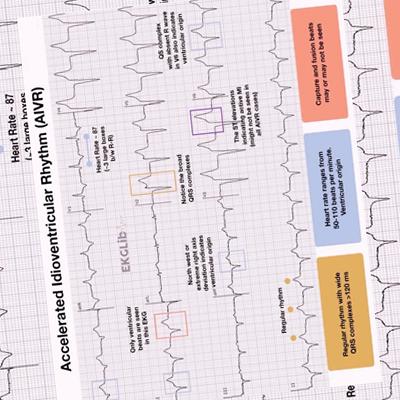 Heart Rate ~ 87
(~3 large boxes
Accelerated Idioventricular Rhythm (AIVR)
Heart Rate ~ 87
(~3 large boxes
b/w R-R)
QS complex
with absent R wave
in V6 also indicates
ventricular origin
EKGLib
Only ventricular
beats are seen
in this EKG
Notice the broad
QRS complexes
North west or
extreme right axis
deviation indicates
ventricular origin
The ST elevations
indicating active MI
(might not be seen in
all AIVR cases)
Regular rhythm
Regular rhythm with wide
QRS complexes >120 ms
Heart rate ranges from
50-110 beats per minute.
Ventricular origin
Capture and fusion beats
may or may not be seen
Re